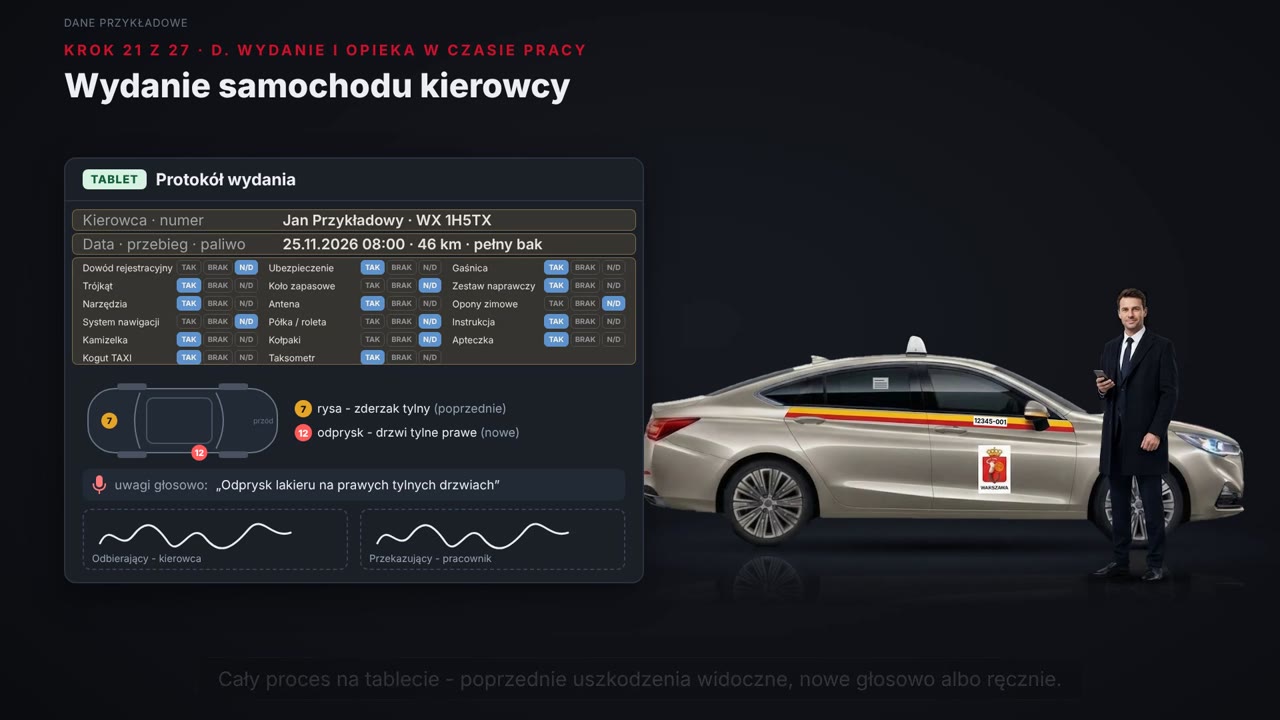 DANE PRZYKŁADOWE
KROK 21 Z 27 · D. WYDANIE I OPIEKA W CZASIE PRACY
Wydanie samochodu kierowcy
TABLET Protokół wydania
Kierowca · numer Jan Przykładowy · WX 1H5TX
Data · przebieg · paliwo 25.11.2026 08:00 · 46 km · pełny bak
Dowód rejestracyjny TAK BRAK N/D Ubezpieczenie TAK BRAK N/D Gaśnica TAK BRAK N/D
Trójkąt TAK BRAK N/D Koło zapasowe TAK BRAK N/D Zestaw naprawczy TAK BRAK N/D
Narzędzia TAK BRAK N/D Antena TAK BRAK N/D Opony zimowe TAK BRAK N/D
System nawigacji TAK BRAK N/D Półka / roleta TAK BRAK N/D Instrukcja TAK BRAK N/D
Kamizelka TAK BRAK N/D Kołpaki TAK BRAK N/D Apteczka TAK BRAK N/D
Kogut TAXI TAK BRAK N/D Taksometr TAK BRAK N/D
7 przód 12
7 rysa - zderzak tylny (poprzednie)
12 odprysk - drzwi tylne prawe (nowe)
uwagi głosowo: „Odprysk lakieru na prawych tylnych drzwiach”
Odbierający - kierowca
Przekazujący - pracownik
12345-001
WARSZAWA
Cały proces na tablecie - poprzednie uszkodzenia widoczne, nowe głosowo albo ręcznie.